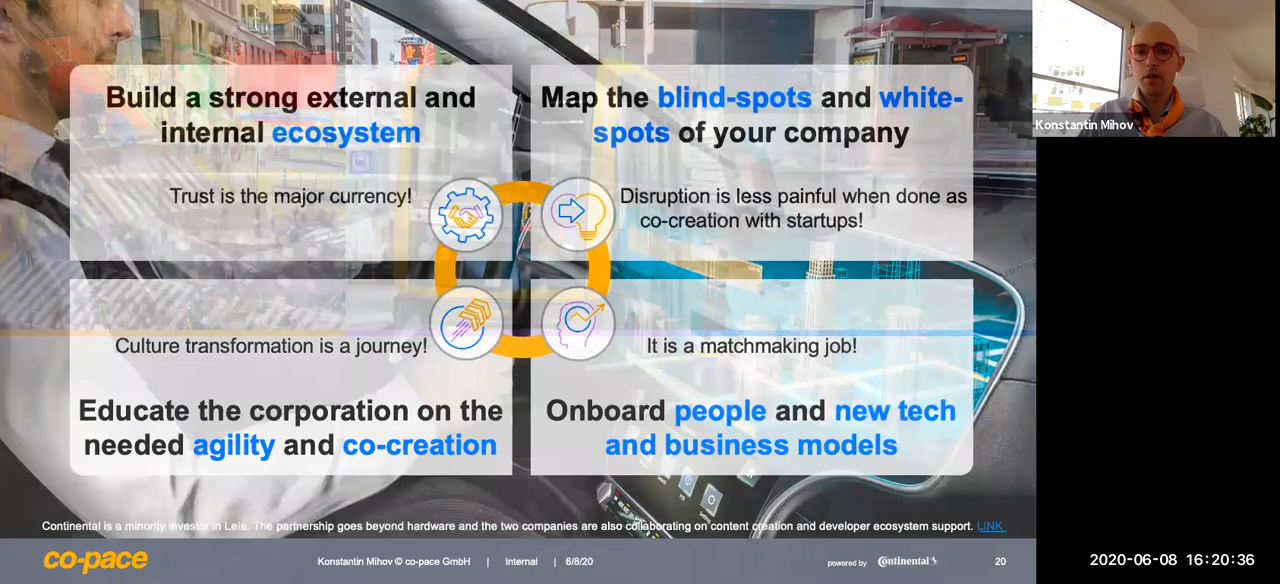 Build a strong external and
internal ecosystem
Trust is the major currency!
Map the blind-spots and white-
spots of your company
Disruption is less painful when done as
co-creation with startups!
Culture transformation is a journey!
Educate the corporation on the
needed agility and co-creation
It is a matchmaking job!
Onboard people and new tech
and business models
Continental is a minority investor in Leia. The partnership goes beyond hardware and the two companies are also collaborating on content creation and developer ecosystem support. LINK
co-pace
Konstantin Mihov © co-pace GmbH | Internal | 6/8/20
powered by Continental
20
Konstantin Mihov
2020-06-08 16:20:36